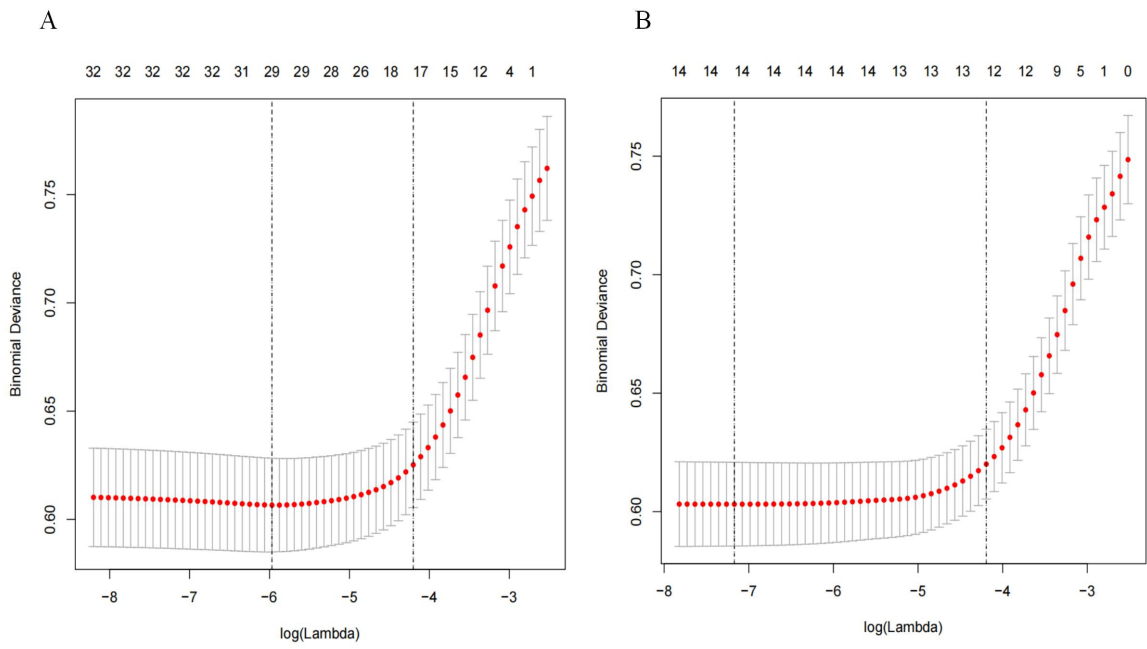 A
32 32 32 32 32 31 29 29 28 26 18 17 15 12 4 1
Binomial Deviance
0.75
0.70
0.65
0.60
−8 −7 −6 −5 −4 −3
log(Lambda)
B
14 14 14 14 14 14 14 13 13 13 12 12 9 5 1 0
Binomial Deviance
0.75
0.70
0.65
0.60
−8 −7 −6 −5 −4 −3
log(Lambda)